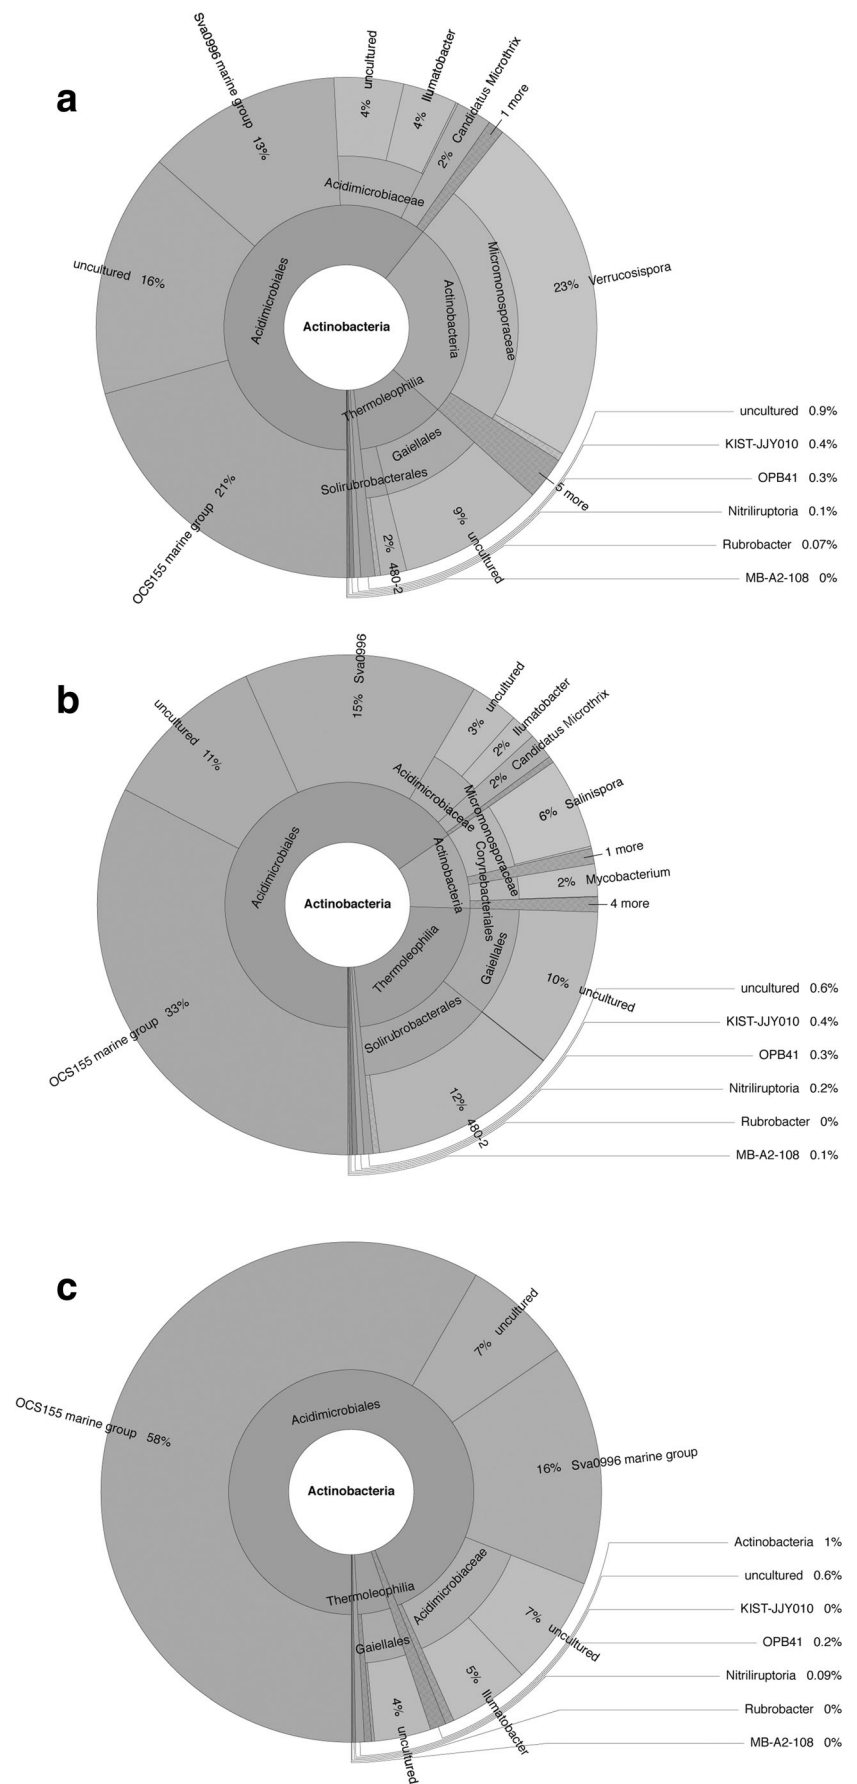 a
Sva0996 marine group 13%
4% uncultured
4% Ilumatobacter
2% Candidatus Microthrix
1 more
Acidimicrobiaceae
uncultured 16%
Acidimicrobiales
Actinobacteria
Actinobacteria
Micromonosporaceae
23% Verrucosispora
Thermoleophilia
Gaiellales
Solirubrobacterales
OCS155 marine group 21%
2% 480-2
9% uncultured
5 more
uncultured 0.9%
KIST-JJY010 0.4%
OPB41 0.3%
Nitriliruptoria 0.1%
Rubrobacter 0.07%
MB-A2-108 0%
b
uncultured 11%
15% Sva0996
3% uncultured
2% Ilumatobacter
2% Candidatus Microthrix
Acidimicrobiaceae
Micromonosporaceae
6% Salinispora
1 more
Corynebacteriales
2% Mycobacterium
4 more
Acidimicrobiales
Actinobacteria
Actinobacteria
Thermoleophilia
Gaiellales
10% uncultured
Solirubrobacterales
12% 480-2
OCS155 marine group 33%
uncultured 0.6%
KIST-JJY010 0.4%
OPB41 0.3%
Nitriliruptoria 0.2%
Rubrobacter 0%
MB-A2-108 0.1%
c
7% uncultured
OCS155 marine group 58%
Acidimicrobiales
16% Sva0996 marine group
Actinobacteria
Thermoleophilia
Acidimicrobiaceae
Gaiellales
7% uncultured
5% Ilumatobacter
4% uncultured
Actinobacteria 1%
uncultured 0.6%
KIST-JJY010 0%
OPB41 0.2%
Nitriliruptoria 0.09%
Rubrobacter 0%
MB-A2-108 0%